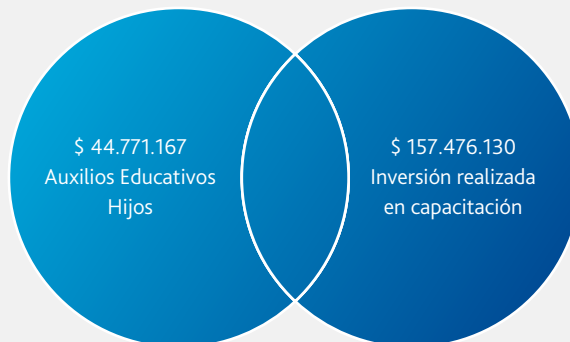 $ 44.771.167
Auxilios Educativos
Hijos
$ 157.476.130
Inversión realizada
en capacitación